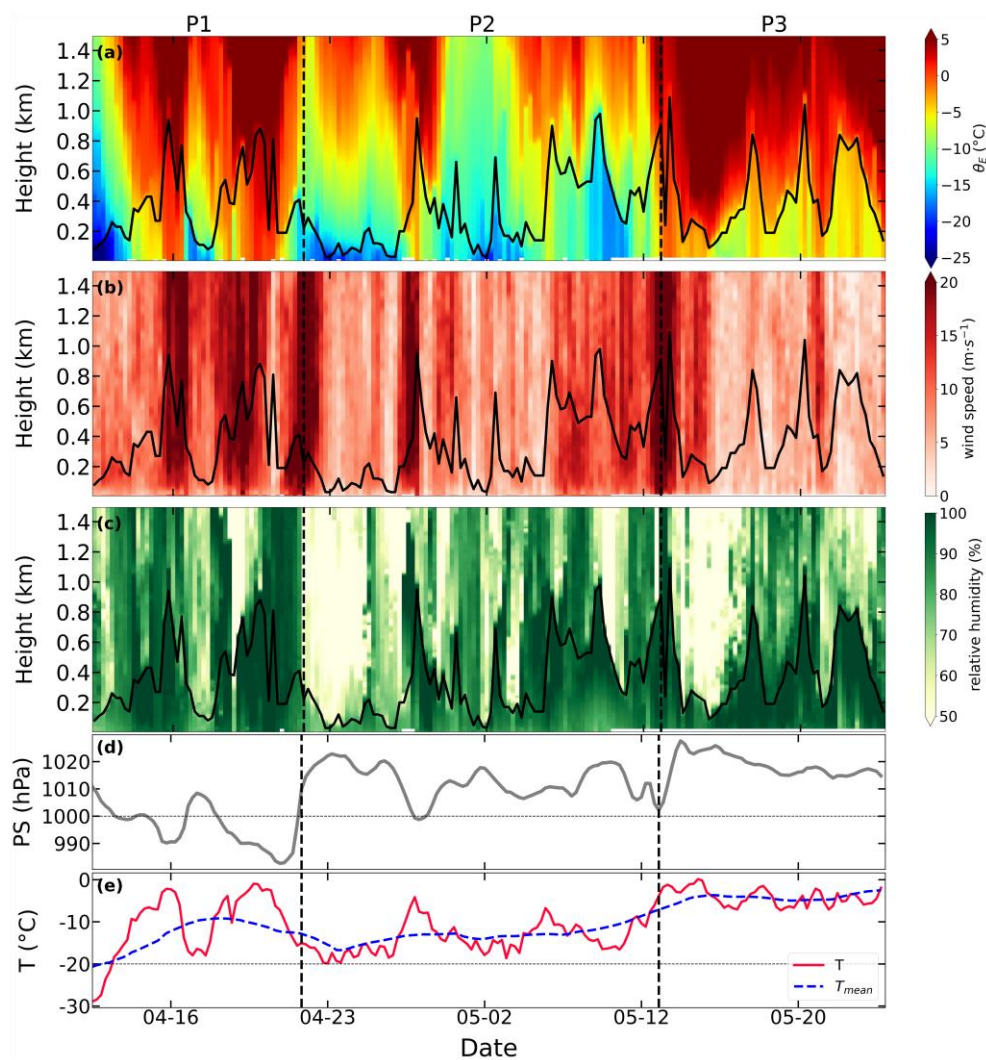 P1 P2 P3
(a)
1.4
1.2
1.0
0.8
0.6
0.4
0.2
Height (km)
5
0
−5
−10
−15
−20
−25
θE (°C)
(b)
1.4
1.2
1.0
0.8
0.6
0.4
0.2
Height (km)
20
15
10
5
0
wind speed (m·s⁻¹)
(c)
1.4
1.2
1.0
0.8
0.6
0.4
0.2
Height (km)
100
90
80
70
60
50
relative humidity (%)
(d)
1020
1010
1000
990
PS (hPa)
(e)
0
-10
-20
-30
T (°C)
T
Tmean
04-16 04-23 05-02 05-12 05-20
Date